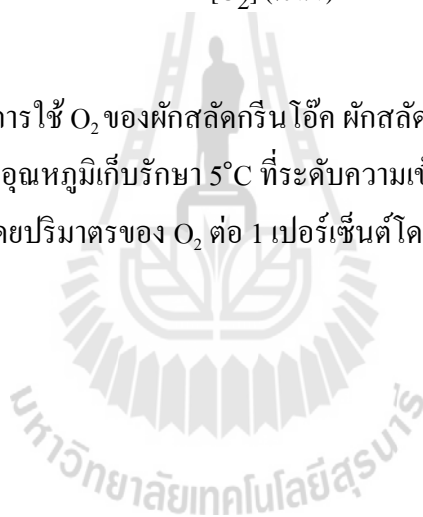 การใช้ O₂ ของผักสลัดกรีนโอ๊ค ผักสลัด
อุณหภูมิเก็บรักษา 5°C ที่ระดับความเข้
ดยปริมาตรของ O₂ ต่อ 1 เปอร์เซ็นต์โด
มหาวิทยาลัยเทคโนโลยีสุรนารี